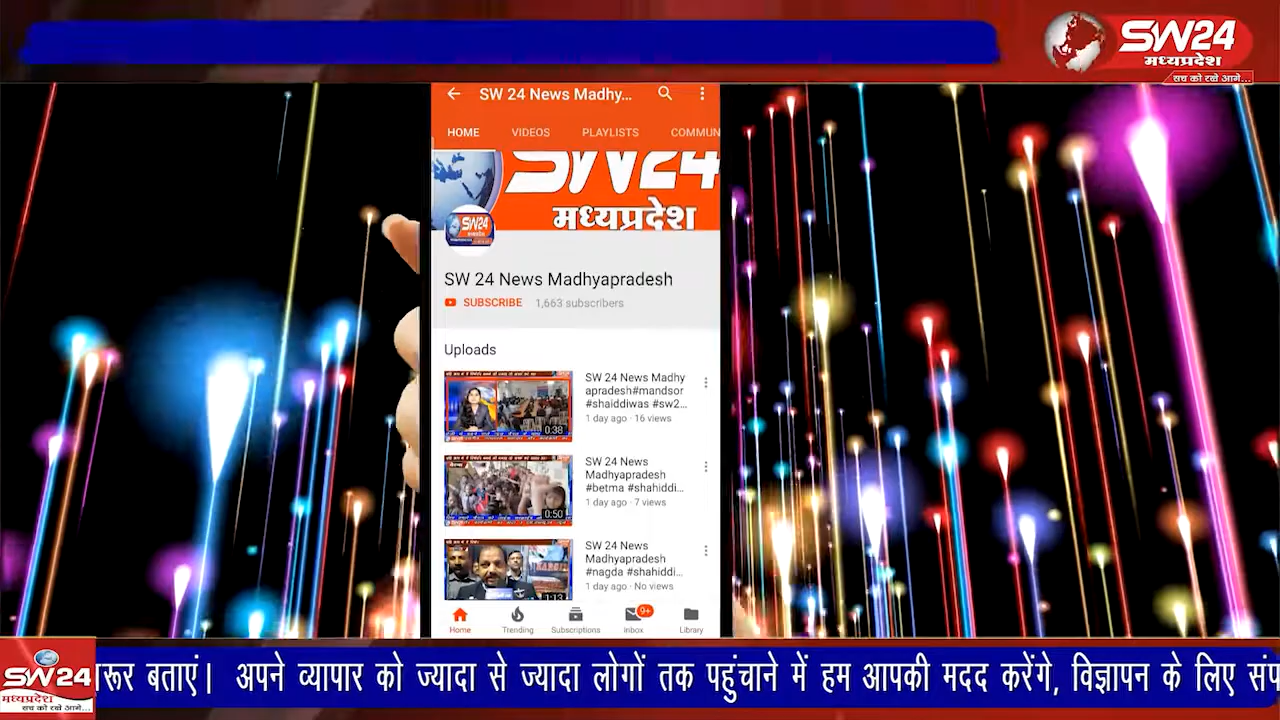 SW24
मध्यप्रदेश
सच को रखे आगे...
SW 24 News Madhy...
HOME VIDEOS PLAYLISTS COMMUN
SW24
मध्यप्रदेश
SW24
SW 24 News Madhyapradesh
SUBSCRIBE 1,663 subscribers
Uploads
SW 24 News Madhy
apradesh#mandsor
#shaiddiwas #sw2...
1 day ago · 16 views
0:38
SW 24 News
Madhyapradesh
#betma #shahiddi...
1 day ago · 7 views
0:50
SW 24 News
Madhyapradesh
#nagda #shahiddi...
1 day ago · No views
1:13
9+
Home Trending Subscriptions Inbox Library
SW24
मध्यप्रदेश
सच को रखे आगे...
रूर बताएं। अपने व्यापार को ज्यादा से ज्यादा लोगों तक पहुंचाने में हम आपकी मदद करेंगे, विज्ञापन के लिए संप